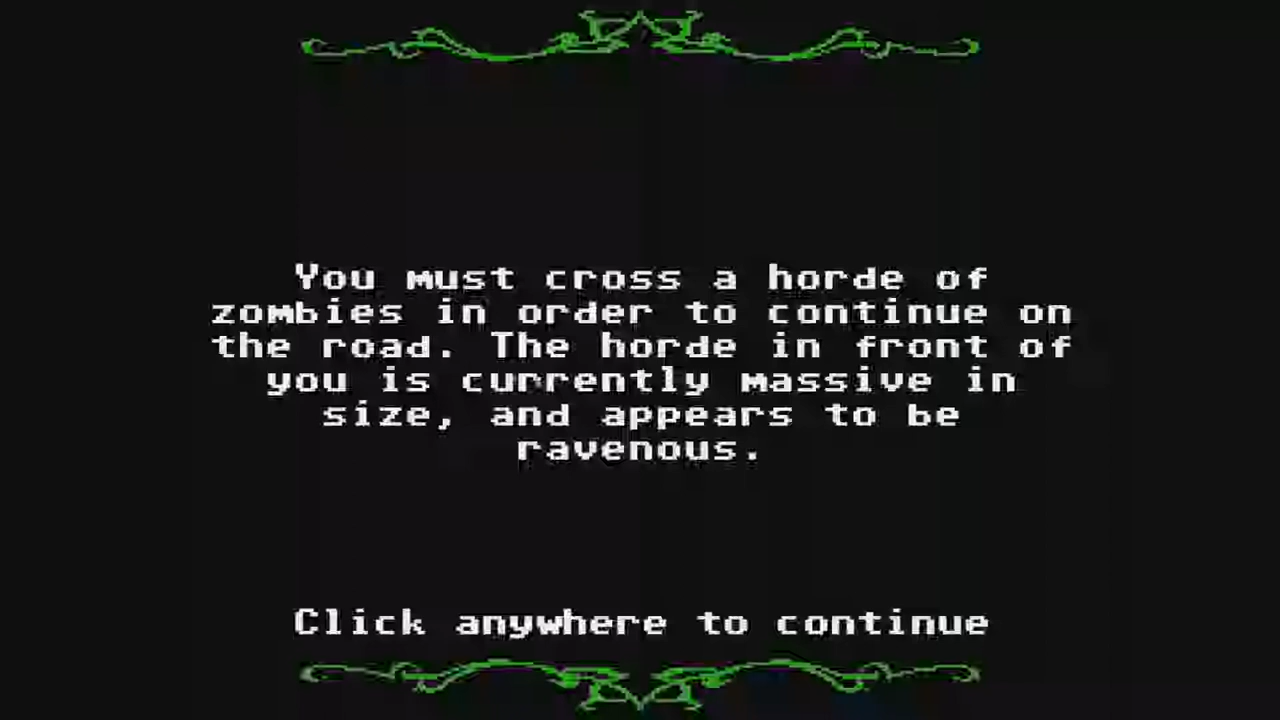 You must cross a horde of
zombies in order to continue on
the road. The horde in front of
you is currently massive in
size, and appears to be
ravenous.
Click anywhere to continue